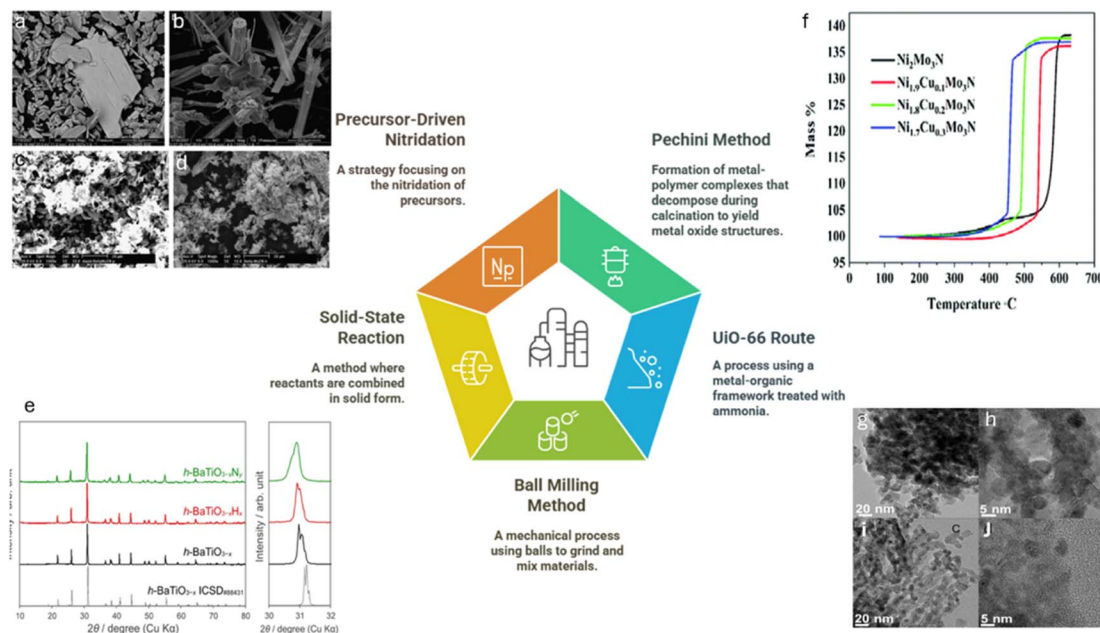 a
b
c
d
Precursor-Driven
Nitridation
A strategy focusing on
the nitridation of
precursors.
Pechini Method
Formation of metal-
polymer complexes that
decompose during
calcination to yield
metal oxide structures.
f
Mass %
140
135
130
125
120
115
110
105
100
95
Ni₂Mo₃N
Ni₁.₉Cu₀.₁Mo₃N
Ni₁.₈Cu₀.₂Mo₃N
Ni₁.₇Cu₀.₃Mo₃N
0 100 200 300 400 500 600 700
Temperature °C
Np
Solid-State
Reaction
A method where
reactants are combined
in solid form.
UiO-66 Route
A process using a
metal-organic
framework treated with
ammonia.
Ball Milling
Method
A mechanical process
using balls to grind and
mix materials.
e
h-BaTiO₃₋ₓNᵧ
h-BaTiO₃₋ₓHₓ
h-BaTiO₃₋ₓ
h-BaTiO₃₋ₓ ICSD#88431
10 20 30 40 50 60 70 80
2θ / degree (Cu Kα)
Intensity / arb. unit
30 31 32
2θ / degree (Cu Kα)
g
20 nm
h
5 nm
i
c
20 nm
J
5 nm